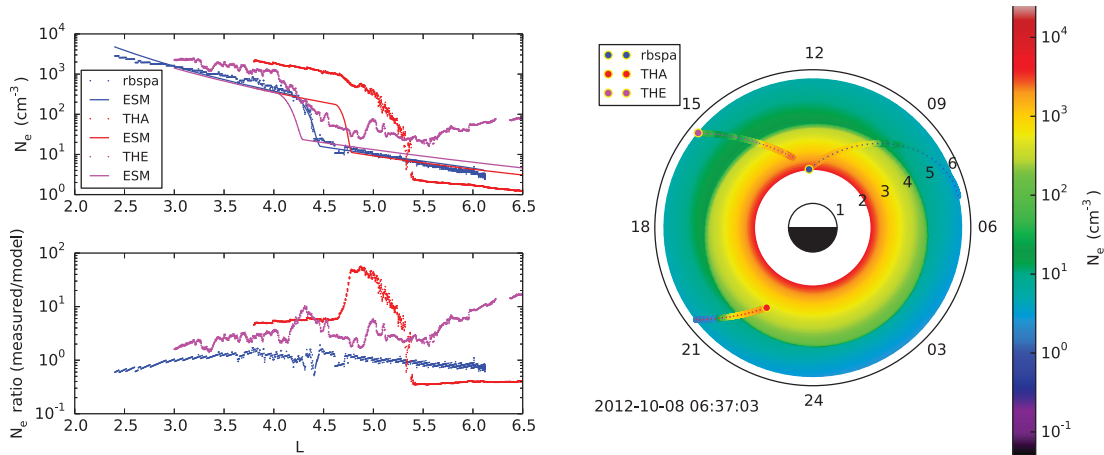 10^4
10^3
10^2
10^1
10^0
N_e (cm^-3)
rbspa
ESM
THA
ESM
THE
ESM
2.0 2.5 3.0 3.5 4.0 4.5 5.0 5.5 6.0 6.5
10^2
10^1
10^0
10^-1
N_e ratio (measured/model)
2.0 2.5 3.0 3.5 4.0 4.5 5.0 5.5 6.0 6.5
L
rbspa
THA
THE
12
15
09
18
06
21
03
24
1 2 3 4 5 6
2012-10-08 06:37:03
10^4
10^3
10^2
10^1
10^0
10^-1
N_e (cm^-3)